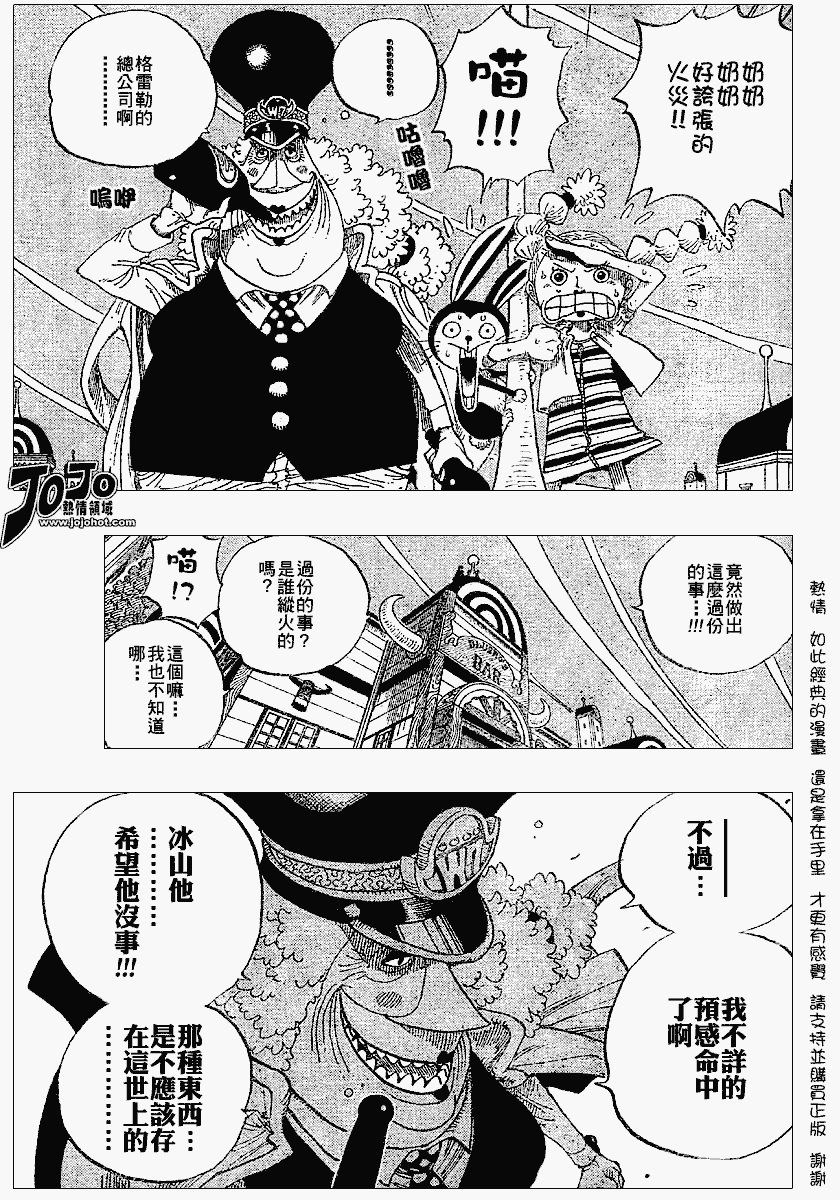 奶奶
奶奶
好誇張的
火災!!
喵
!!!
咕嚕嚕
格雷勒的
總公司啊
…………
嗚咿
W7
竟然做出
這麼過份
的事…!!!
過份的事?
是誰縱火的
嗎?
喵
!?
這個嘛…
我也不知道
哪…
BAR
不過…
我不詳的
預感命中
了啊
冰山他
…………
希望他沒事!!!
那種東西…
是不應該存
在這世上的
…………
W7
JOJO
熱情領域
www.jojohot.com
熱情 如此經典的漫畫 還是拿在手里 才更有感覺 請支持並購買正版 謝謝